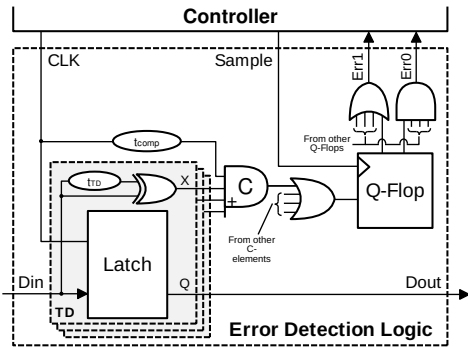 Controller
CLK
Sample
Err1
Err0
tcomp
From other
Q-Flops
tTD
X
C
+
Q-Flop
From other
C-
elements
Latch
Din
Q
Dout
TD
Error Detection Logic